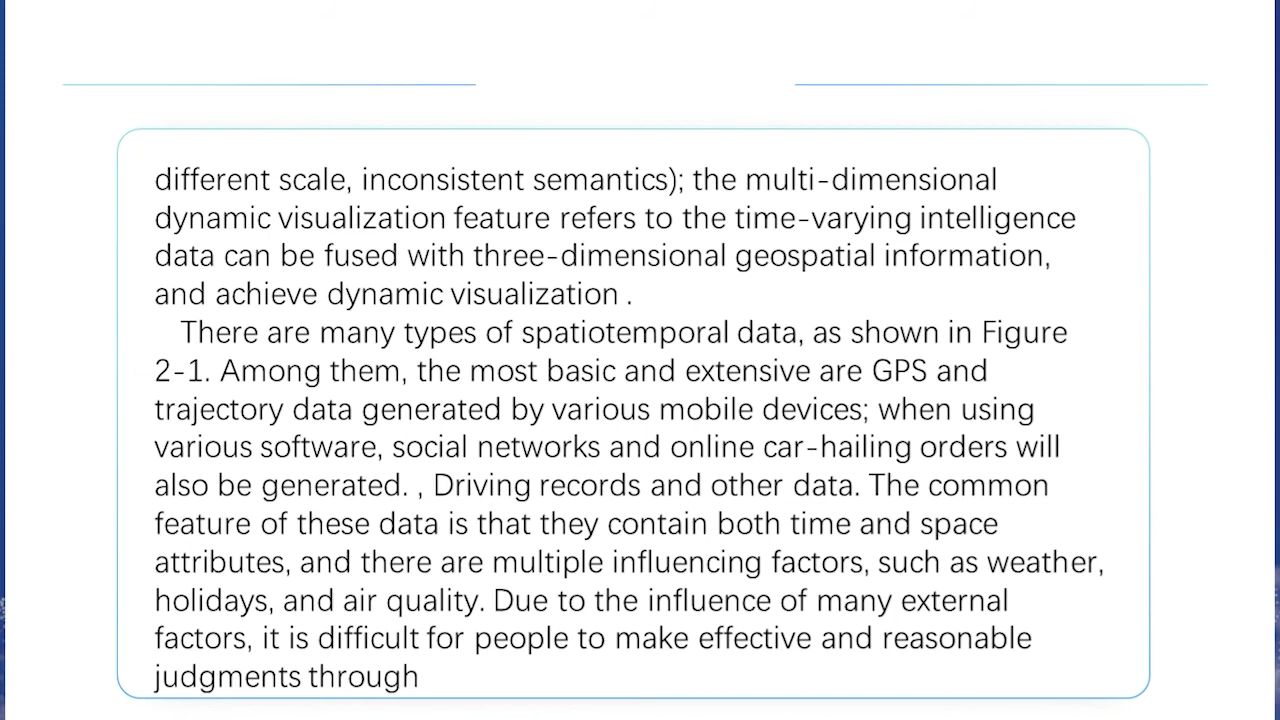 different scale, inconsistent semantics); the multi-dimensional
dynamic visualization feature refers to the time-varying intelligence
data can be fused with three-dimensional geospatial information,
and achieve dynamic visualization .
There are many types of spatiotemporal data, as shown in Figure
2-1. Among them, the most basic and extensive are GPS and
trajectory data generated by various mobile devices; when using
various software, social networks and online car-hailing orders will
also be generated. , Driving records and other data. The common
feature of these data is that they contain both time and space
attributes, and there are multiple influencing factors, such as weather,
holidays, and air quality. Due to the influence of many external
factors, it is difficult for people to make effective and reasonable
judgments through